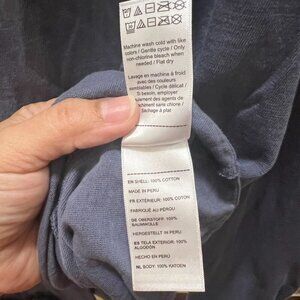 Machine wash cold with like
colors / Gentle cycle / Only
non-chlorine bleach when
needed / Flat dry
Lavage en machine à froid
avec des couleurs
semblables / Cycle délicat /
Si besoin, employer
seulement des agents de
blanchiment sans chlore /
Séchage à plat
EN SHELL: 100% COTTON
MADE IN PERU
FR EXTÉRIEUR: 100% COTON
FABRIQUÉ AU PÉROU
DE OBERSTOFF: 100%
BAUMWOLLE
HERGESTELLT IN PERU
ES TELA EXTERIOR: 100%
ALGODÓN
HECHO EN PERÚ
NL BODY: 100% KATOEN